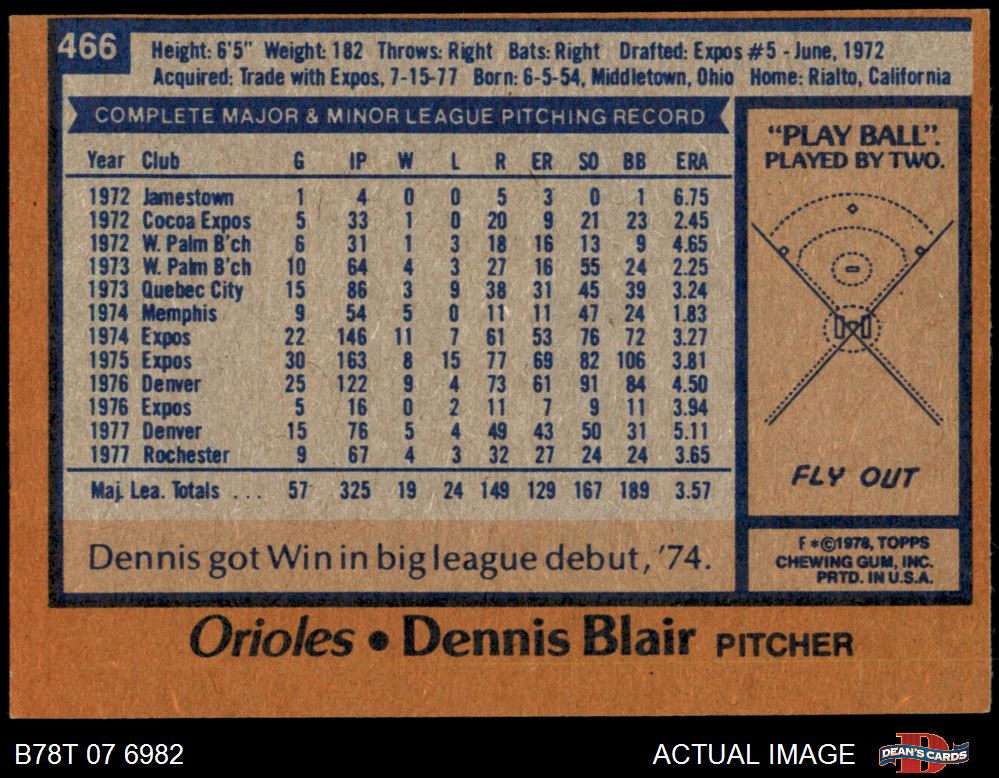 466
Height: 6'5" Weight: 182 Throws: Right Bats: Right Drafted: Expos #5 - June, 1972
Acquired: Trade with Expos, 7-15-77 Born: 6-5-54, Middletown, Ohio Home: Rialto, California
COMPLETE MAJOR & MINOR LEAGUE PITCHING RECORD
Year Club G IP W L R ER SO BB ERA
1972 Jamestown 1 4 0 0 5 3 0 1 6.75
1972 Cocoa Expos 5 33 1 0 20 9 21 23 2.45
1972 W. Palm B'ch 6 31 1 3 18 16 13 9 4.65
1973 W. Palm B'ch 10 64 4 3 27 16 55 24 2.25
1973 Quebec City 15 86 3 9 38 31 45 39 3.24
1974 Memphis 9 54 5 0 11 11 47 24 1.83
1974 Expos 22 146 11 7 61 53 76 72 3.27
1975 Expos 30 163 8 15 77 69 82 106 3.81
1976 Denver 25 122 9 4 73 61 91 84 4.50
1976 Expos 5 16 0 2 11 7 9 11 3.94
1977 Denver 15 76 5 4 49 43 50 31 5.11
1977 Rochester 9 67 4 3 32 27 24 24 3.65
Maj. Lea. Totals ... 57 325 19 24 149 129 167 189 3.57
Dennis got Win in big league debut, '74.
"PLAY BALL".
PLAYED BY TWO.
FLY OUT
F *©1978, TOPPS
CHEWING GUM, INC.
PRTD. IN U.S.A.
Orioles • Dennis Blair PITCHER
B78T 07 6982
ACTUAL IMAGE
D
DEAN'S CARDS